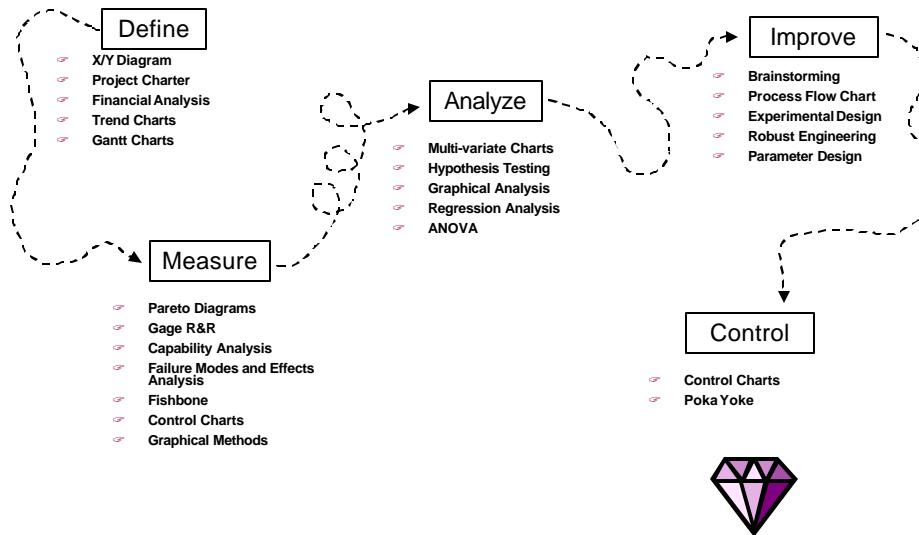 Define
X/Y Diagram
Project Charter
Financial Analysis
Trend Charts
Gantt Charts
Measure
Pareto Diagrams
Gage R&R
Capability Analysis
Failure Modes and Effects
Analysis
Fishbone
Control Charts
Graphical Methods
Analyze
Multi-variate Charts
Hypothesis Testing
Graphical Analysis
Regression Analysis
ANOVA
Improve
Brainstorming
Process Flow Chart
Experimental Design
Robust Engineering
Parameter Design
Control
Control Charts
Poka Yoke